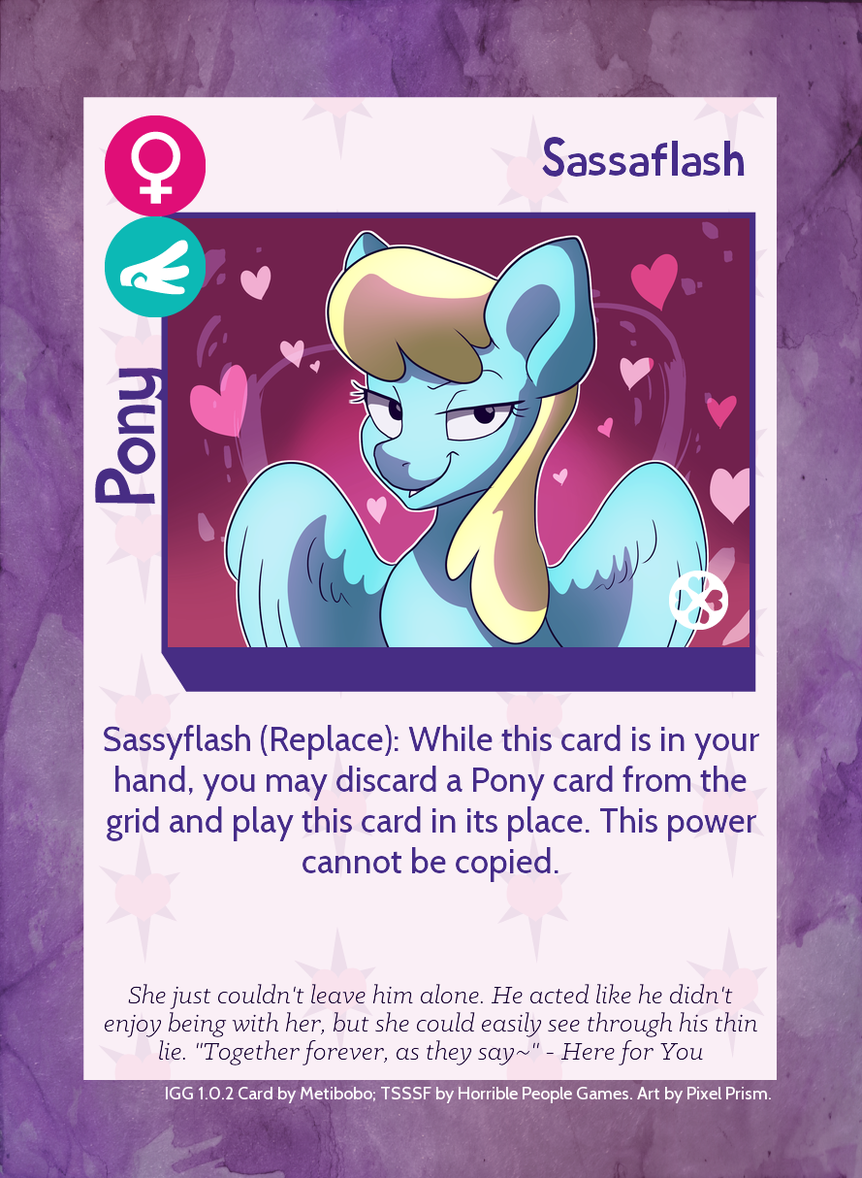 Sassaflash
Pony
Sassyflash (Replace): While this card is in your
hand, you may discard a Pony card from the
grid and play this card in its place. This power
cannot be copied.
She just couldn't leave him alone. He acted like he didn't
enjoy being with her, but she could easily see through his thin
lie. "Together forever, as they say~" - Here for You
IGG 1.0.2 Card by Metibobo; TSSSF by Horrible People Games. Art by Pixel Prism.